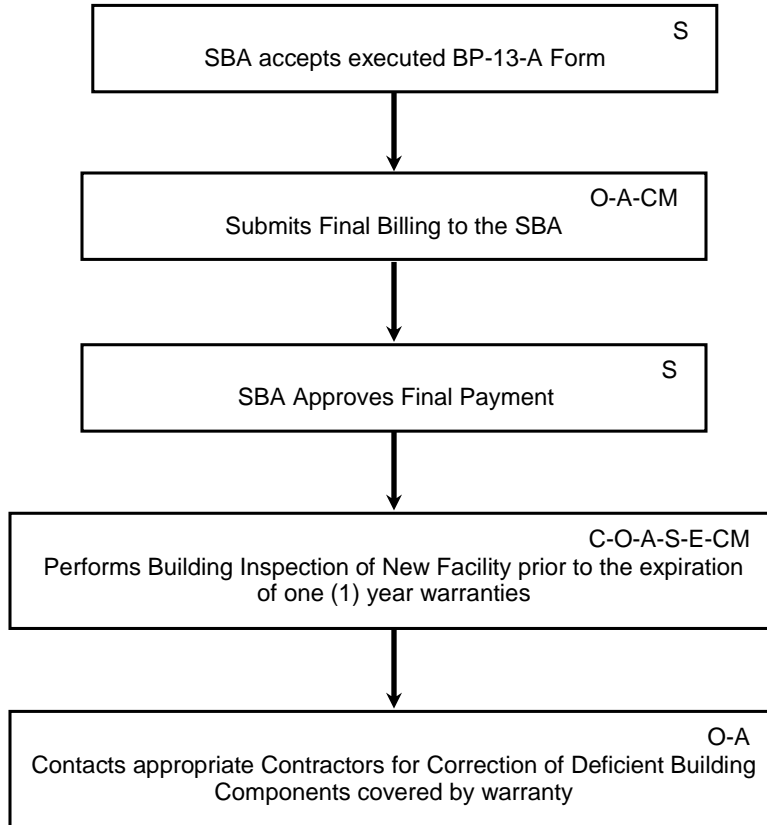 S
SBA accepts executed BP-13-A Form
O-A-CM
Submits Final Billing to the SBA
S
SBA Approves Final Payment
C-O-A-S-E-CM
Performs Building Inspection of New Facility prior to the expiration
of one (1) year warranties
O-A
Contacts appropriate Contractors for Correction of Deficient Building
Components covered by warranty